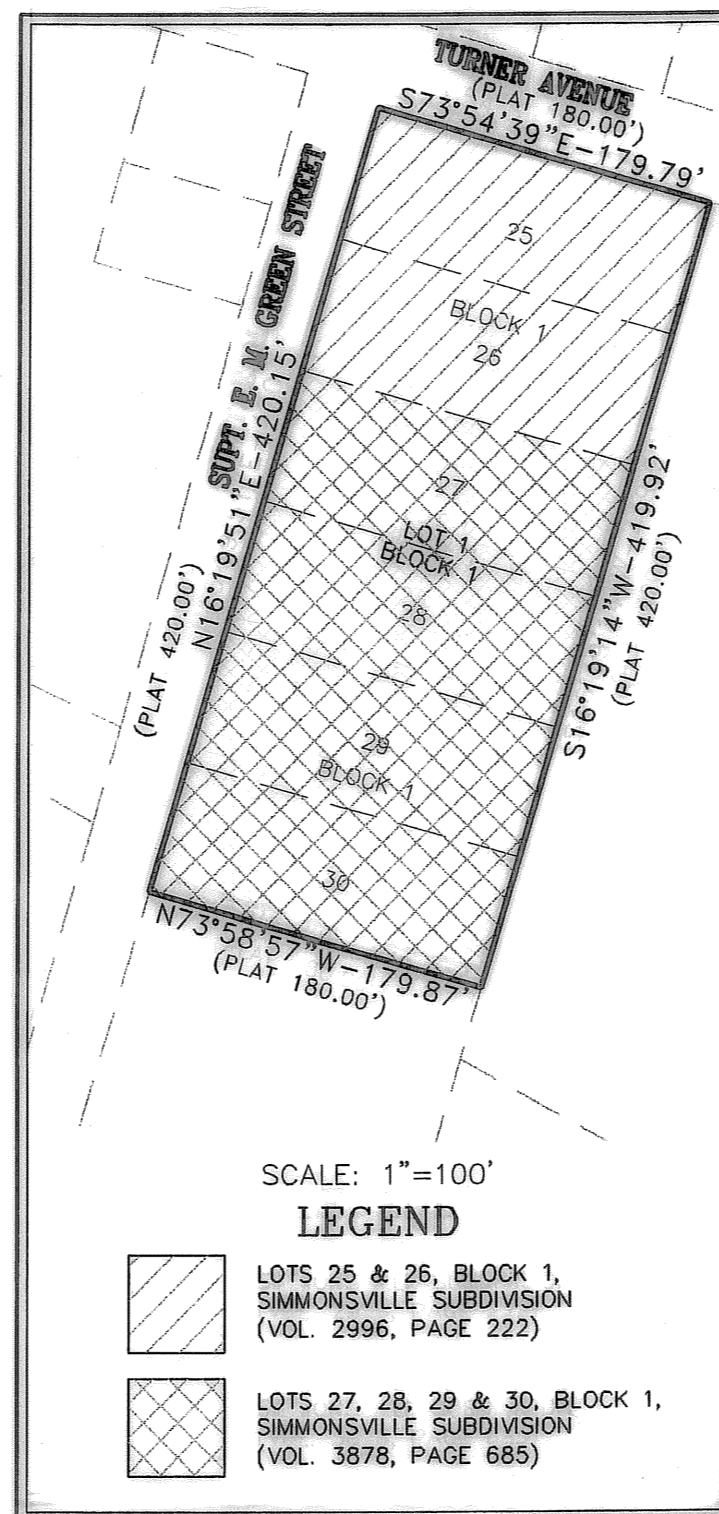 TURNER AVENUE
(PLAT 180.00')
S73°54'39"E-179.79'
SUPT. E. M. GREEN STREET
N16°19'51"E-420.15'
(PLAT 420.00')
25
BLOCK 1
26
27
LOT 1
BLOCK 1
28
29
BLOCK 1
30
S16°19'14"W-419.92'
(PLAT 420.00')
N73°58'57"W-179.87'
(PLAT 180.00')
SCALE: 1"=100'
LEGEND
LOTS 25 & 26, BLOCK 1,
SIMMONSVILLE SUBDIVISION
(VOL. 2996, PAGE 222)
LOTS 27, 28, 29 & 30, BLOCK 1,
SIMMONSVILLE SUBDIVISION
(VOL. 3878, PAGE 685)